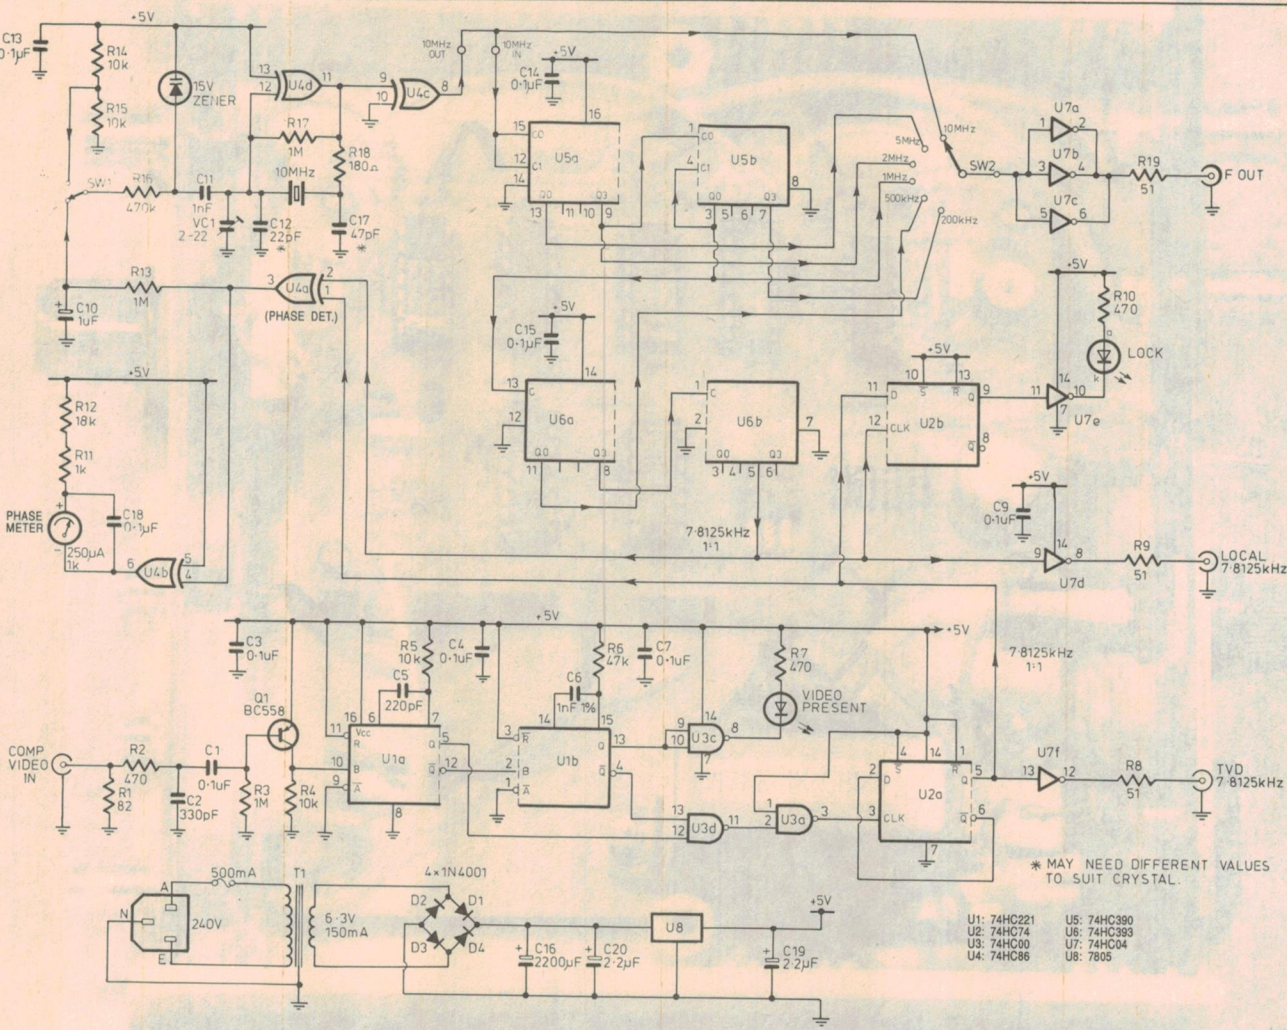 +5V
C13
0·1µF
R14
10k
R15
10k
15V
ZENER
13
12
U4d
11
R17
1M
R18
180Ω
10MHz
9
10
U4c
8
10MHz
OUT
10MHz
IN
+5V
C14
0·1µF
16
15
C0
12
C1
14
U5a
Q0
Q3
13
11
10
9
1
C0
4
C1
U5b
8
Q0
Q3
3
5
6
7
5MHz
2MHz
1MHz
500kHz
200kHz
10MHz
SW2
U7a
1
2
U7b
3
4
U7c
5
6
R19
51
F OUT
SW1
R16
470k
C11
1nF
VC1
2-22
C12
22pF
*
C17
47pF
*
R13
1M
3
U4a
2
1
(PHASE DET.)
C10
1uF
+
+5V
C15
0·1µF
14
13
C
12
U6a
Q0
Q3
11
8
1
C
2
U6b
7
Q0
Q3
3
4
5
6
+5V
10
13
S
R
11
D
Q
9
12
CLK
U2b
Q
8
+5V
R10
470
a
k
LOCK
14
11
10
7
U7e
+5V
R12
18k
R11
1k
PHASE
METER
+
-
250µA
1k
C18
0·1µF
6
U4b
5
4
7·8125kHz
1:1
+5V
C9
0·1uF
14
9
8
U7d
R9
51
LOCAL
7·8125kHz
+5V
+5V
C3
0·1uF
R5
10k
C4
0·1uF
C5
220pF
R6
47k
C6
1nF 1%
C7
0·1uF
R7
470
VIDEO
PRESENT
7·8125kHz
1:1
Q1
BC558
COMP
VIDEO
IN
R2
470
C1
0·1uF
R1
82
C2
330pF
R3
1M
R4
10k
16
6
7
Vcc
11
R
10
B
9
A
U1a
Q
5
Q
12
8
14
15
3
R
2
B
1
A
U1b
Q
13
Q
4
14
9
10
U3c
8
7
13
12
U3d
11
1
2
U3a
3
4
14
1
S
R
2
D
Q
5
3
CLK
U2a
Q
6
7
U7f
13
12
R8
51
TVD
7·8125kHz
* MAY NEED DIFFERENT VALUES
TO SUIT CRYSTAL.
A
N
E
240V
500mA
T1
6·3V
150mA
4×1N4001
D2
D1
D3
D4
+
C16
2200µF
+
C20
2·2µF
U8
+
C19
2·2µF
+5V
U1: 74HC221
U2: 74HC74
U3: 74HC00
U4: 74HC86
U5: 74HC390
U6: 74HC393
U7: 74HC04
U8: 7805